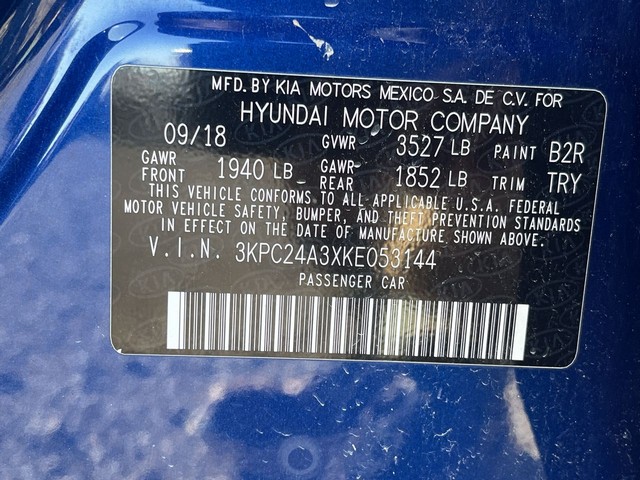 MFD. BY KIA MOTORS MEXICO S.A. DE C.V. FOR
HYUNDAI MOTOR COMPANY
09/18 GVWR 3527 LB PAINT B2R
GAWR FRONT 1940 LB GAWR- REAR 1852 LB TRIM TRY
THIS VEHICLE CONFORMS TO ALL APPLICABLE U.S.A. FEDERAL
MOTOR VEHICLE SAFETY, BUMPER, AND THEFT PREVENTION STANDARDS
IN EFFECT ON THE DATE OF MANUFACTURE SHOWN ABOVE.
V.I.N. 3KPC24A3XKE053144
PASSENGER CAR